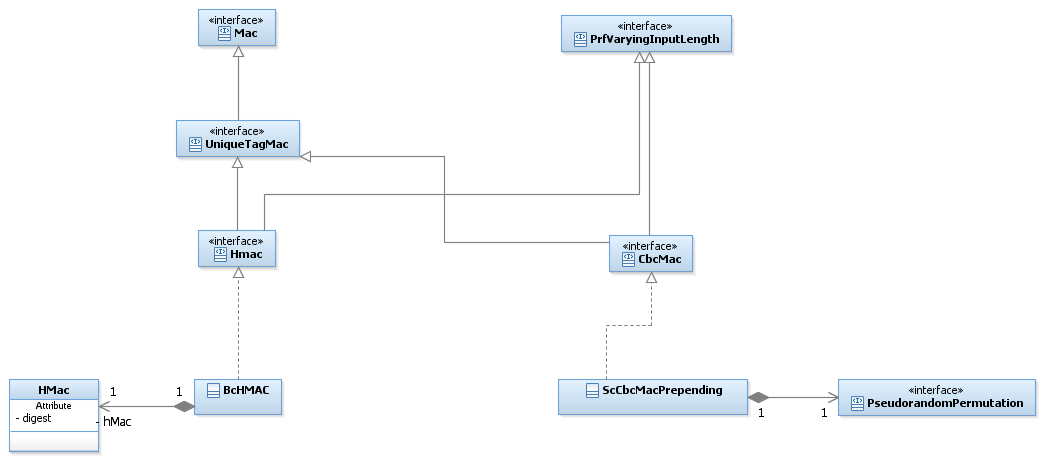 «interface»
Mac
«interface»
PrfVaryingInputLength
«interface»
UniqueTagMac
«interface»
Hmac
«interface»
CbcMac
HMac
Attribute
- digest
1
1
- hMac
BcHMAC
ScCbcMacPrepending
1
1
«interface»
PseudorandomPermutation